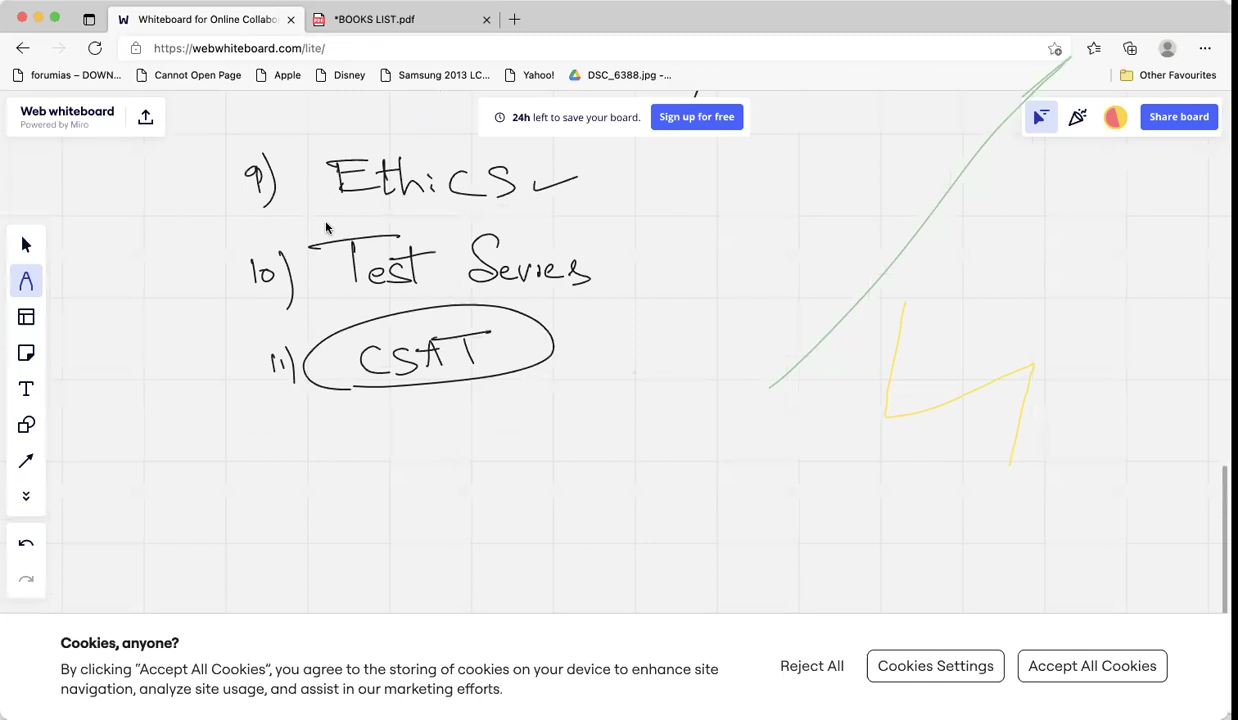 Whiteboard for Online Collabo
*BOOKS LIST.pdf
https://webwhiteboard.com/lite/
forumias – DOWN...
Cannot Open Page
Apple
Disney
Samsung 2013 LC...
Yahoo!
DSC_6388.jpg -...
Other Favourites
Web whiteboard
Powered by Miro
24h left to save your board.
Sign up for free
Share board
9) Ethics
10) Test Series
11) CSAT
Cookies, anyone?
By clicking “Accept All Cookies”, you agree to the storing of cookies on your device to enhance site
navigation, analyze site usage, and assist in our marketing efforts.
Reject All
Cookies Settings
Accept All Cookies